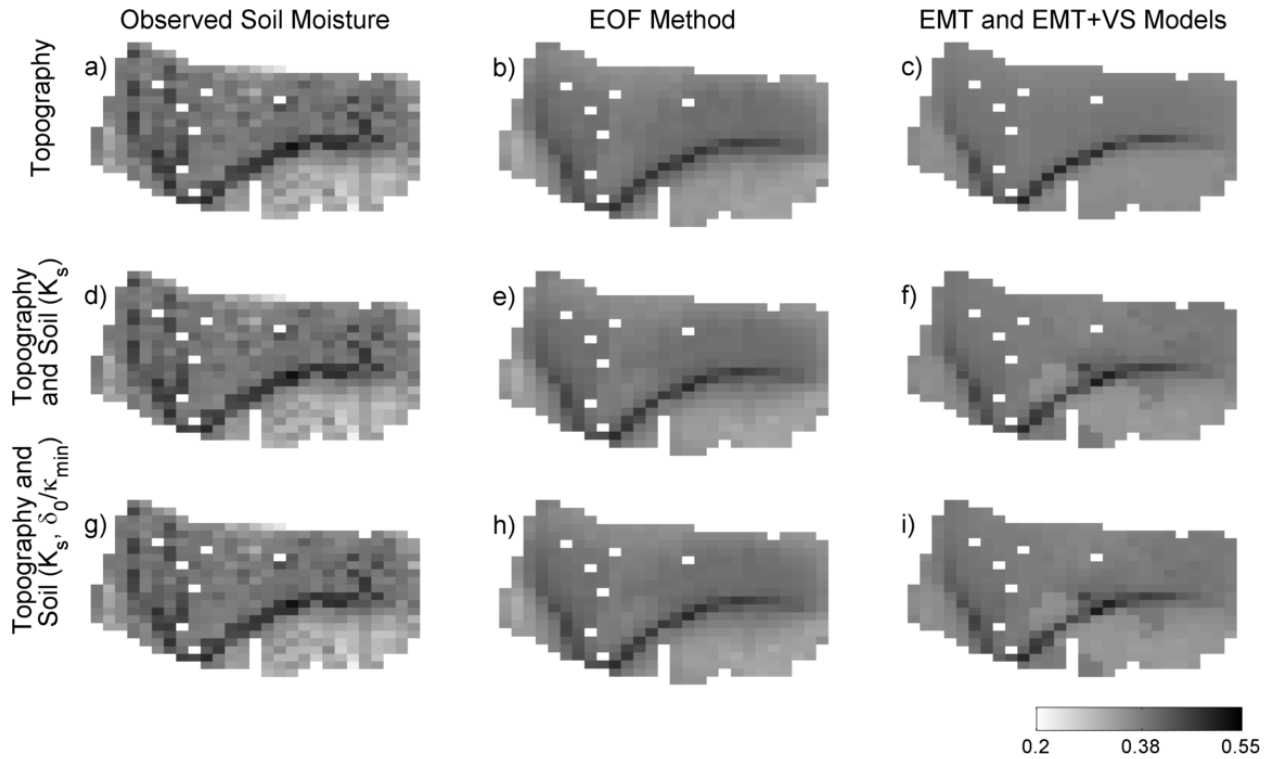 Observed Soil Moisture
EOF Method
EMT and EMT+VS Models
Topography
a)
b)
c)
Topography
and Soil (Kₛ)
d)
e)
f)
Topography and
Soil (Kₛ, δ₀/κₘᵢₙ)
g)
h)
i)
0.2
0.38
0.55